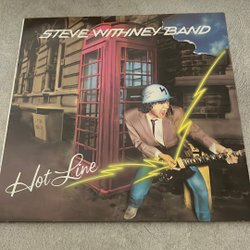 STEVE WITHNEY BAND
Hot Line